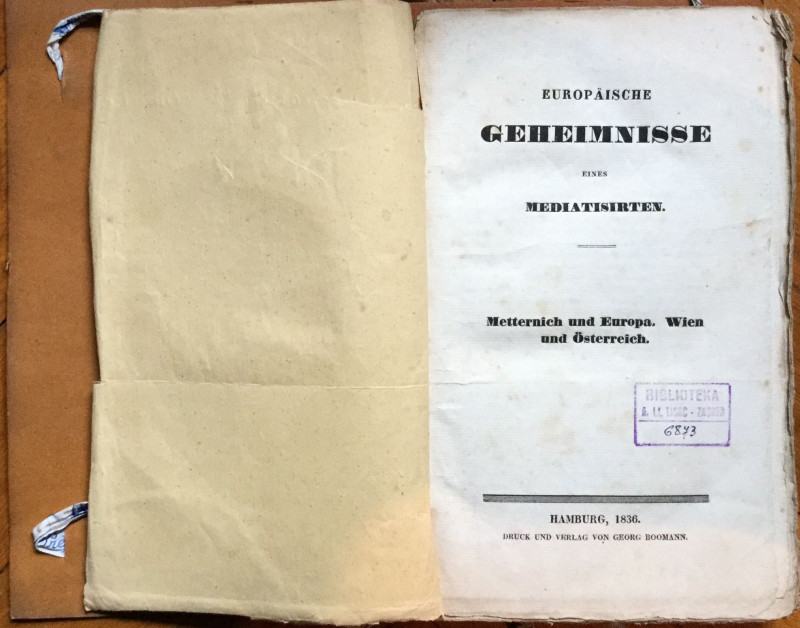 EUROPÄISCHE
GEHEIMNISSE
EINES
MEDIATISIRTEN.
Metternich und Europa. Wien
und Österreich.
BIBLIOTEKA
ZAGREB
6873
HAMBURG, 1836.
DRUCK UND VERLAG VON GEORG BOOMANN.